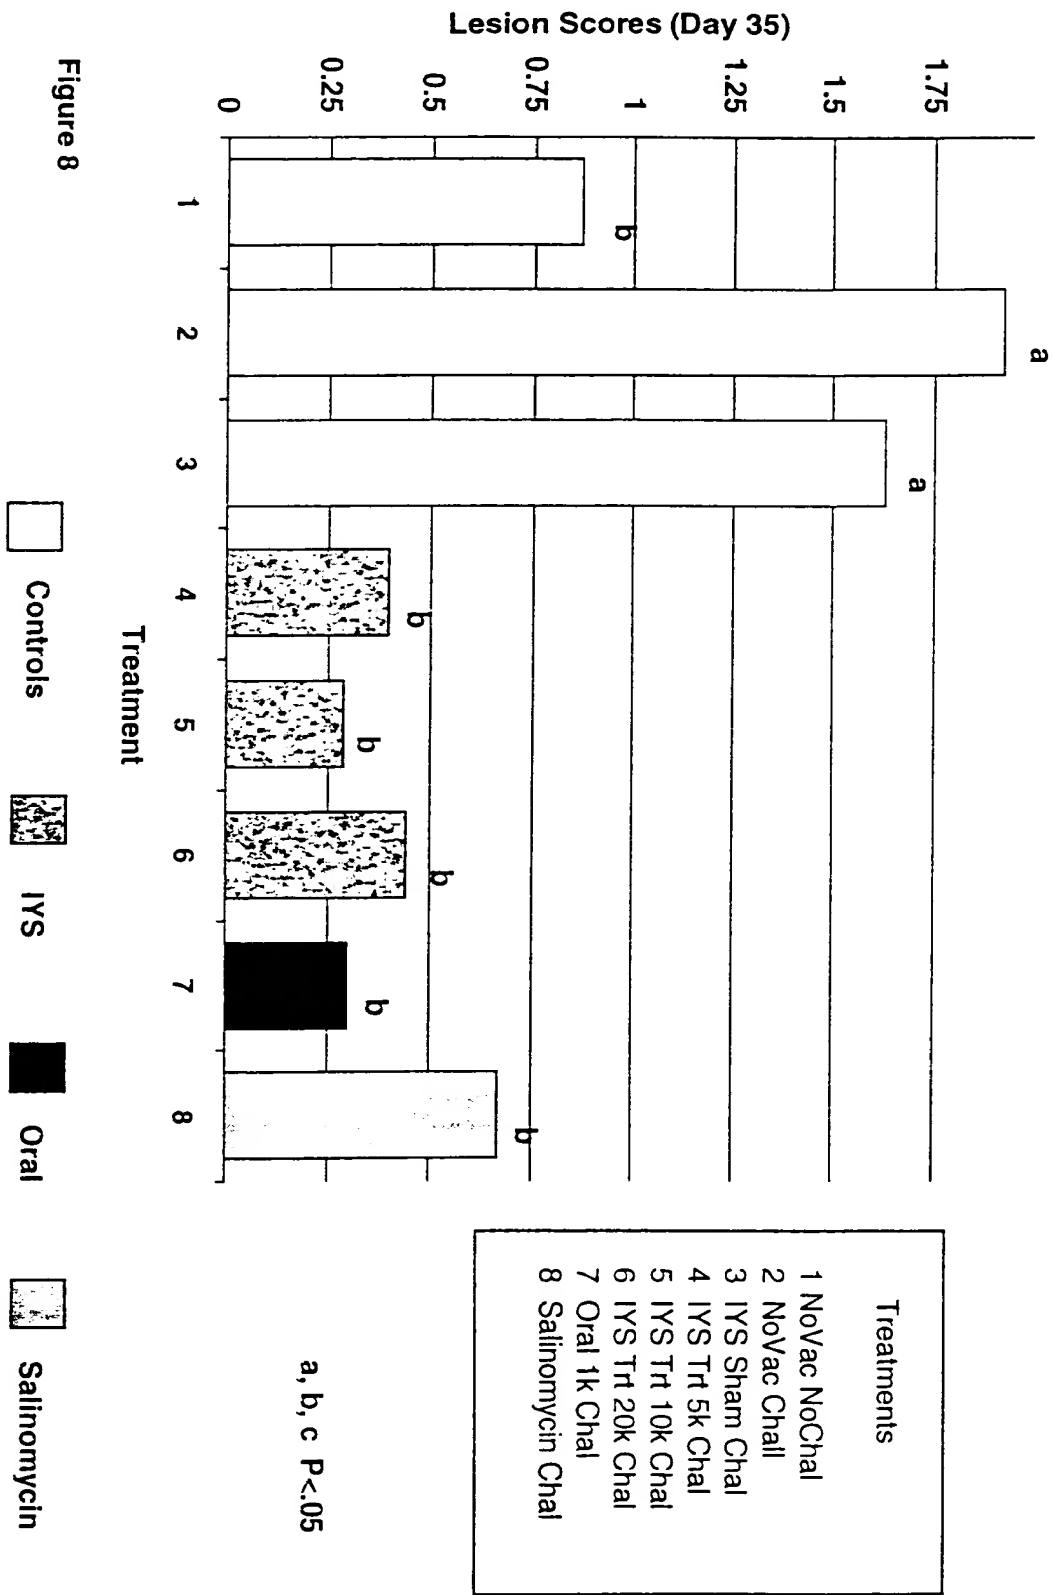 Lesion Scores (Day 35)
1.75
1.5
1.25
1
0.75
0.5
0.25
0
b
a
a
b
b
b
b
b
1 2 3 4 5 6 7 8
Treatment
Controls IYS Oral Salinomycin
Treatments
1 NoVac NoChal
2 NoVac Chall
3 IYS Sham Chal
4 IYS Trt 5k Chal
5 IYS Trt 10k Chal
6 IYS Trt 20k Chal
7 Oral 1k Chal
8 Salinomycin Chal
a, b, c P<.05
Figure 8